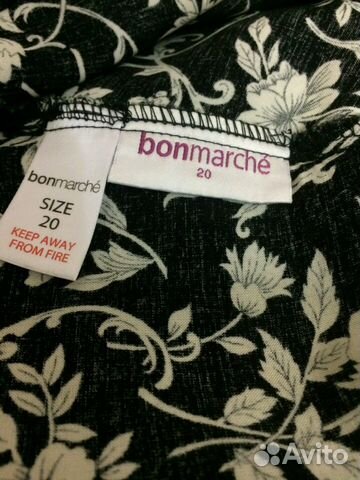 bonmarché
20
bonmarché
SIZE
20
KEEP AWAY
FROM FIRE
Avito